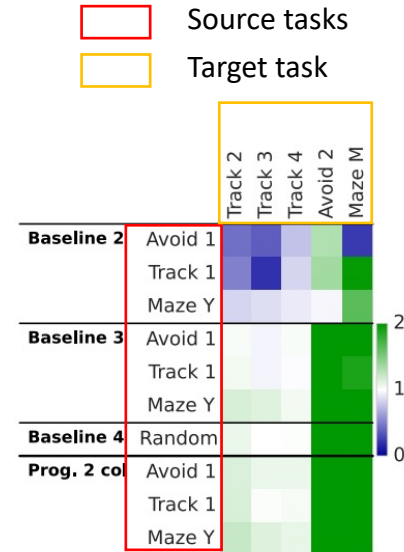 Source tasks
Target task
Track 2
Track 3
Track 4
Avoid 2
Maze M
Baseline 2 Avoid 1
Track 1
Maze Y
Baseline 3 Avoid 1
Track 1
Maze Y
Baseline 4 Random
Prog. 2 col Avoid 1
Track 1
Maze Y
2
1
0